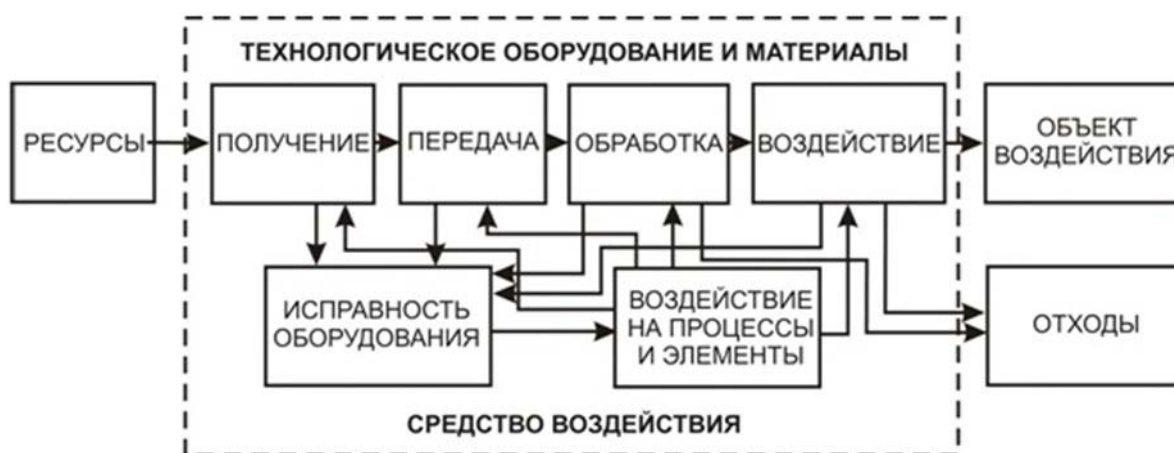 ТЕХНОЛОГИЧЕСКОЕ ОБОРУДОВАНИЕ И МАТЕРИАЛЫ
РЕСУРСЫ
ПОЛУЧЕНИЕ
ПЕРЕДАЧА
ОБРАБОТКА
ВОЗДЕЙСТВИЕ
ОБЪЕКТ
ВОЗДЕЙСТВИЯ
ИСПРАВНОСТЬ
ОБОРУДОВАНИЯ
ВОЗДЕЙСТВИЕ
НА ПРОЦЕССЫ
И ЭЛЕМЕНТЫ
ОТХОДЫ
СРЕДСТВО ВОЗДЕЙСТВИЯ